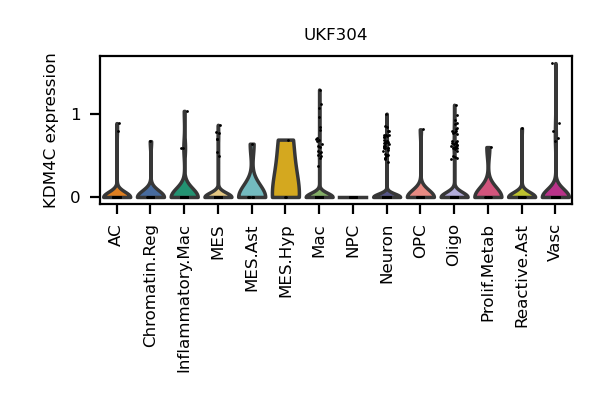 UKF304
KDM4C expression
1
0
AC
Chromatin.Reg
Inflammatory.Mac
MES
MES.Ast
MES.Hyp
Mac
NPC
Neuron
OPC
Oligo
Prolif.Metab
Reactive.Ast
Vasc